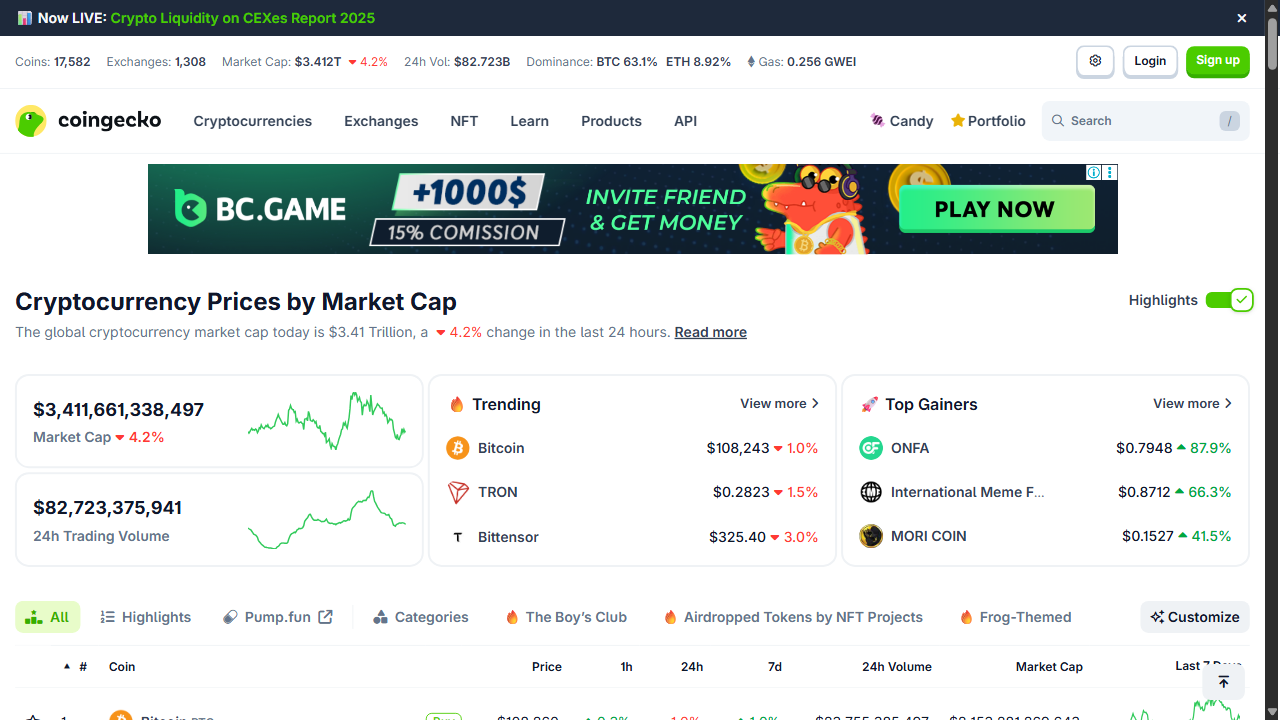 Now LIVE: Crypto Liquidity on CEXes Report 2025
Coins: 17,582 Exchanges: 1,308 Market Cap: $3.412T 4.2% 24h Vol: $82.723B Dominance: BTC 63.1% ETH 8.92% Gas: 0.256 GWEI
Login Sign up
coingecko Cryptocurrencies Exchanges NFT Learn Products API Candy Portfolio Search /
BC.GAME +1000$ 15% COMISSION INVITE FRIEND & GET MONEY PLAY NOW
Cryptocurrency Prices by Market Cap
Highlights
The global cryptocurrency market cap today is $3.41 Trillion, a 4.2% change in the last 24 hours. Read more
$3,411,661,338,497
Market Cap 4.2%
$82,723,375,941
24h Trading Volume
Trending View more
Bitcoin $108,243 1.0%
TRON $0.2823 1.5%
T Bittensor $325.40 3.0%
Top Gainers View more
ONFA $0.7948 87.9%
International Meme F... $0.8712 66.3%
MORI COIN $0.1527 41.5%
All Highlights Pump.fun Categories The Boy's Club Airdropped Tokens by NFT Projects Frog-Themed Customize
# Coin Price 1h 24h 7d 24h Volume Market Cap Last 7 Days
1 Bitcoin BTC